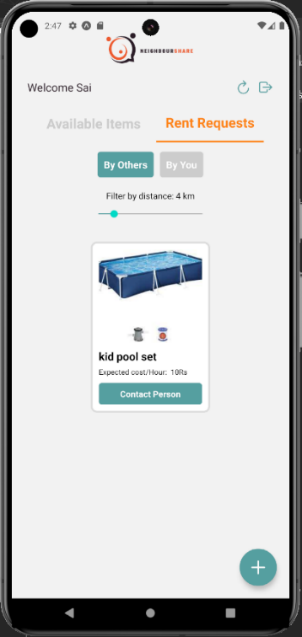 2:47
NEIGHBOURSHARE
Welcome Sai
Available Items
Rent Requests
By Others
By You
Filter by distance: 4 km
kid pool set
Expected cost/Hour: 10Rs
Contact Person